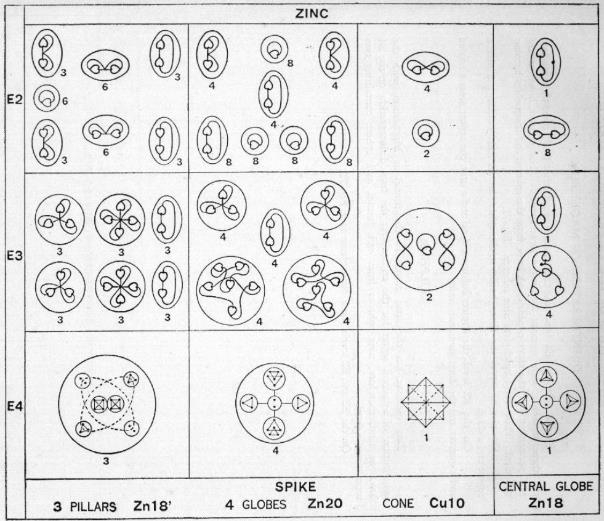 ZINC
E2
3 6 3
6
3 6 3
4 8 4
4
8 8 8 8
4
2
1
8
E3
3 3 3
3 3 3
4 4 4
4 4
2
1
4
E4
3
4
1
1
3 PILLARS Zn18'
SPIKE
4 GLOBES Zn20 CONE Cu10
CENTRAL GLOBE
Zn18